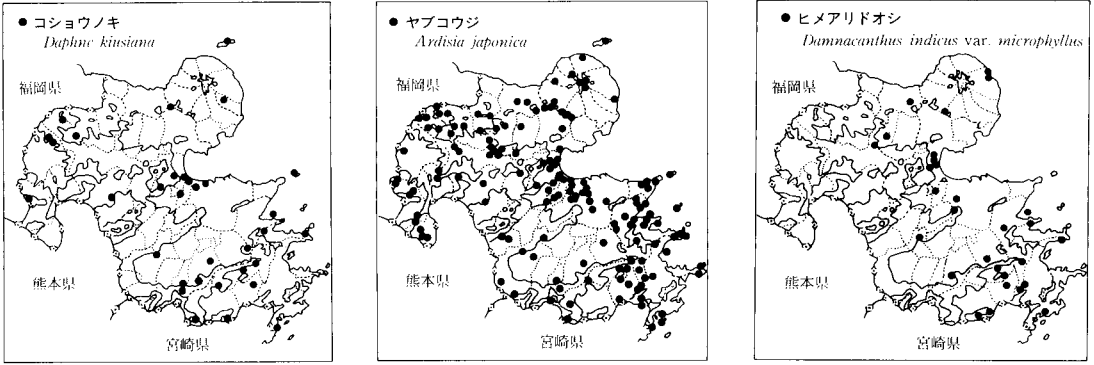 ● コショウノキ
Daphne kiusiana
福岡県
熊本県
宮崎県
● ヤブコウジ
Ardisia japonica
福岡県
熊本県
宮崎県
● ヒメアリドオシ
Damnacanthus indicus var. microphyllus
福岡県
熊本県
宮崎県